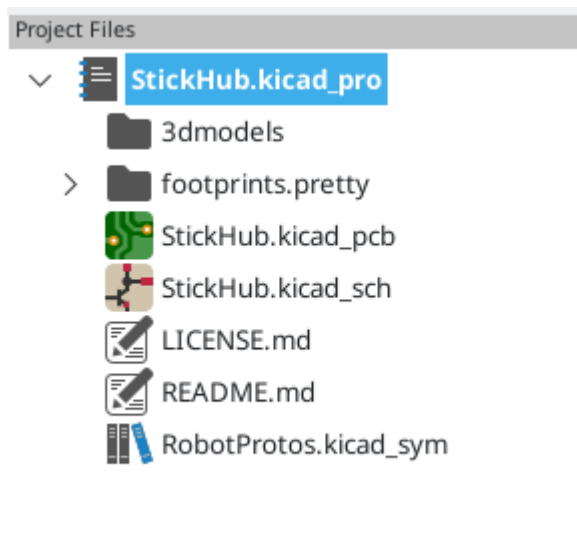 Project Files
StickHub.kicad_pro
3dmodels
footprints.pretty
StickHub.kicad_pcb
StickHub.kicad_sch
LICENSE.md
README.md
RobotProtos.kicad_sym